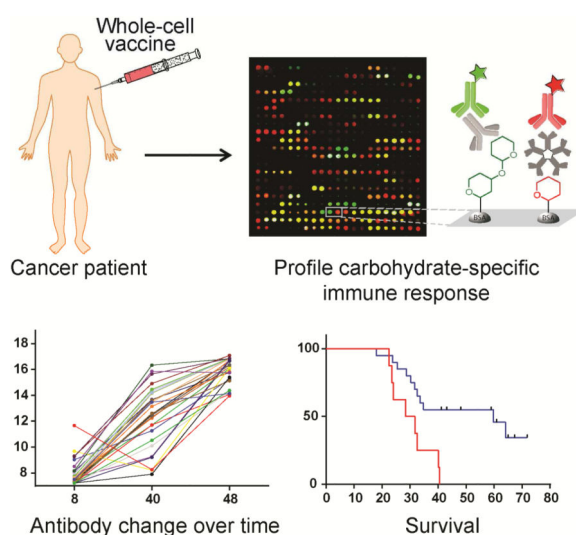 Whole-cell
vaccine
BSA
BSA
Cancer patient
Profile carbohydrate-specific
immune response
18
16
14
12
10
8
8
40
48
Antibody change over time
100
50
0
0
10
20
30
40
50
60
70
80
Survival